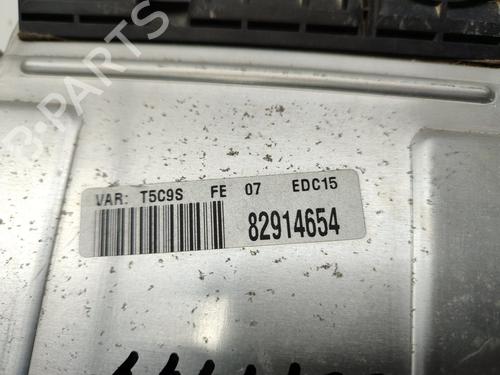 B-PARTS
VAR: T5C9S FE 07 EDC15
82914654